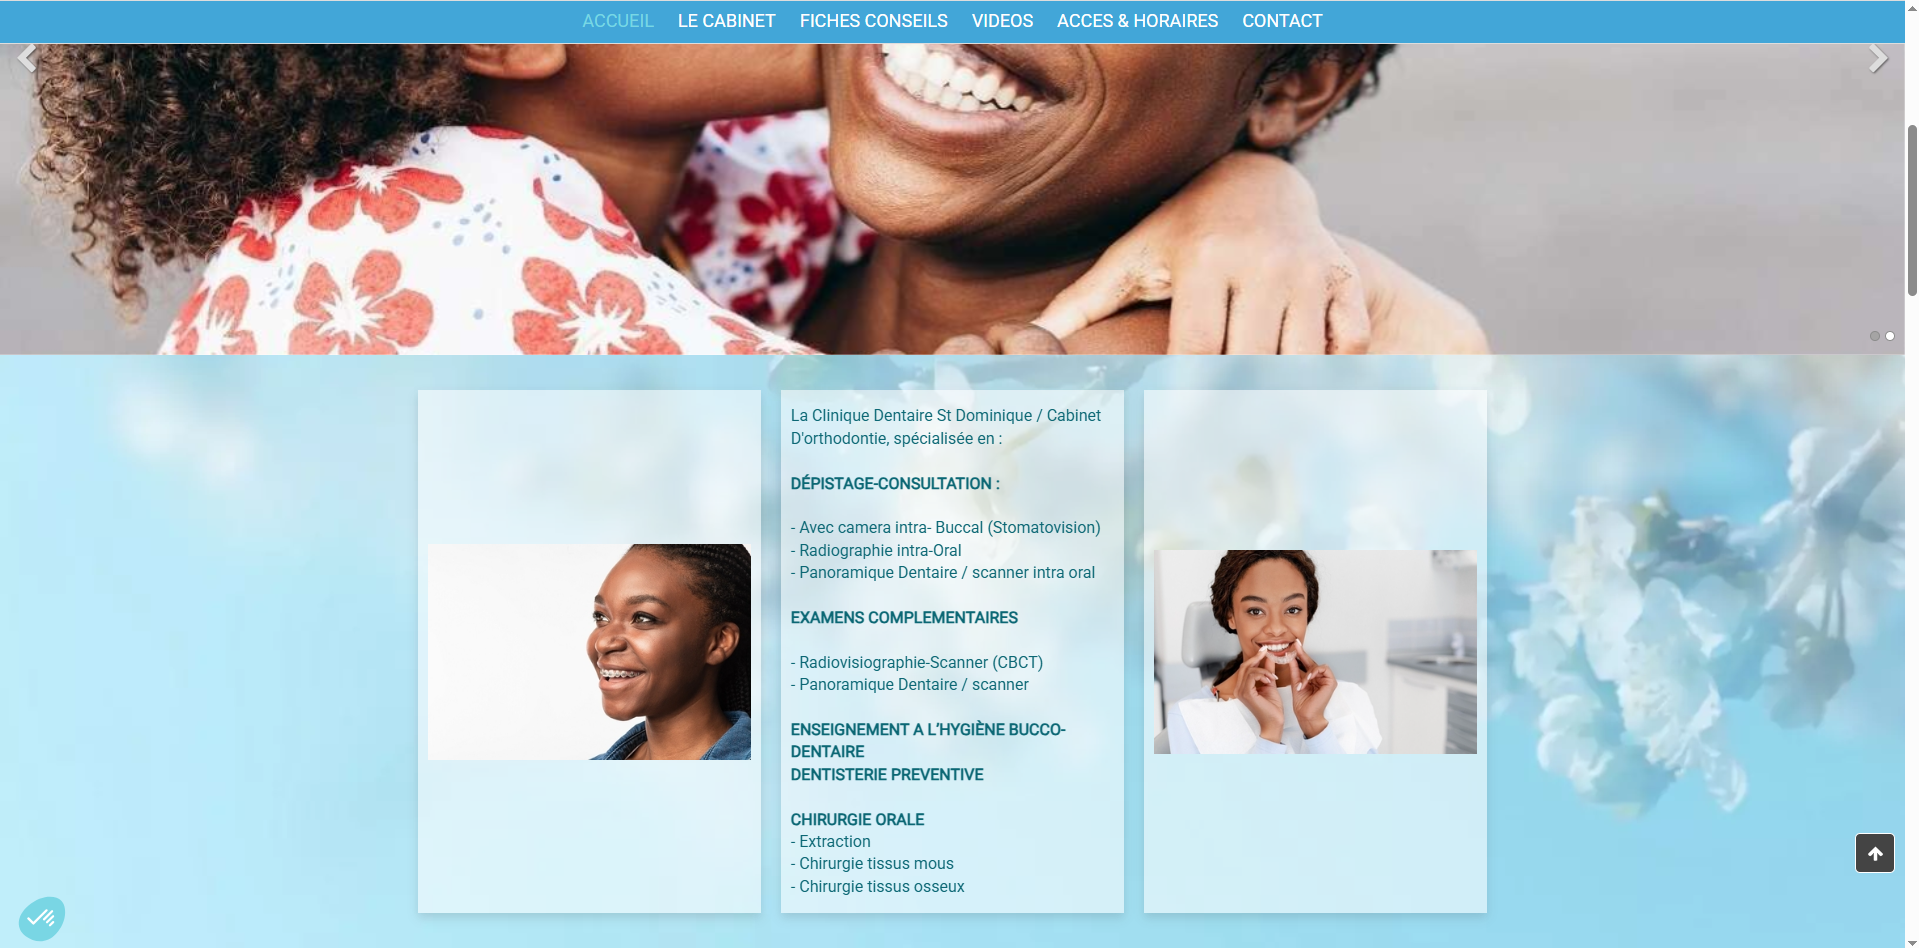 ACCUEIL LE CABINET FICHES CONSEILS VIDEOS ACCES & HORAIRES CONTACT
La Clinique Dentaire St Dominique / Cabinet
D'orthodontie, spécialisée en :
DÉPISTAGE-CONSULTATION :
- Avec camera intra- Buccal (Stomatovision)
- Radiographie intra-Oral
- Panoramique Dentaire / scanner intra oral
EXAMENS COMPLEMENTAIRES
- Radiovisiographie-Scanner (CBCT)
- Panoramique Dentaire / scanner
ENSEIGNEMENT A L'HYGIÈNE BUCCO-
DENTAIRE
DENTISTERIE PREVENTIVE
CHIRURGIE ORALE
- Extraction
- Chirurgie tissus mous
- Chirurgie tissus osseux